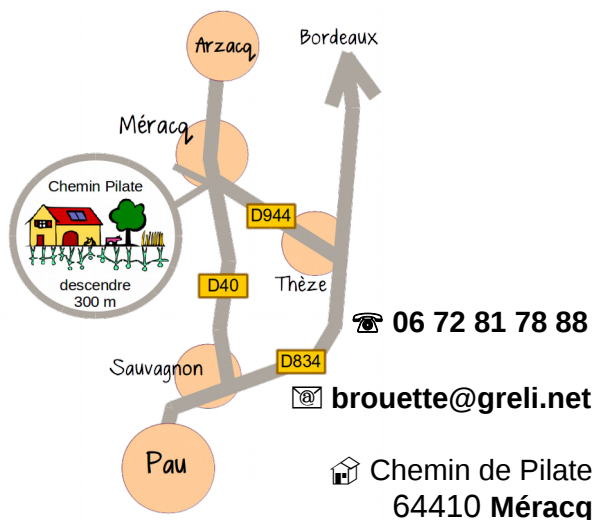 Arzacq
Bordeaux
Méracq
Chemin Pilate
descendre
300 m
D944
Thèze
D40
☎ 06 72 81 78 88
Sauvagnon
D834
brouette@greli.net
Pau
Chemin de Pilate
64410 Méracq